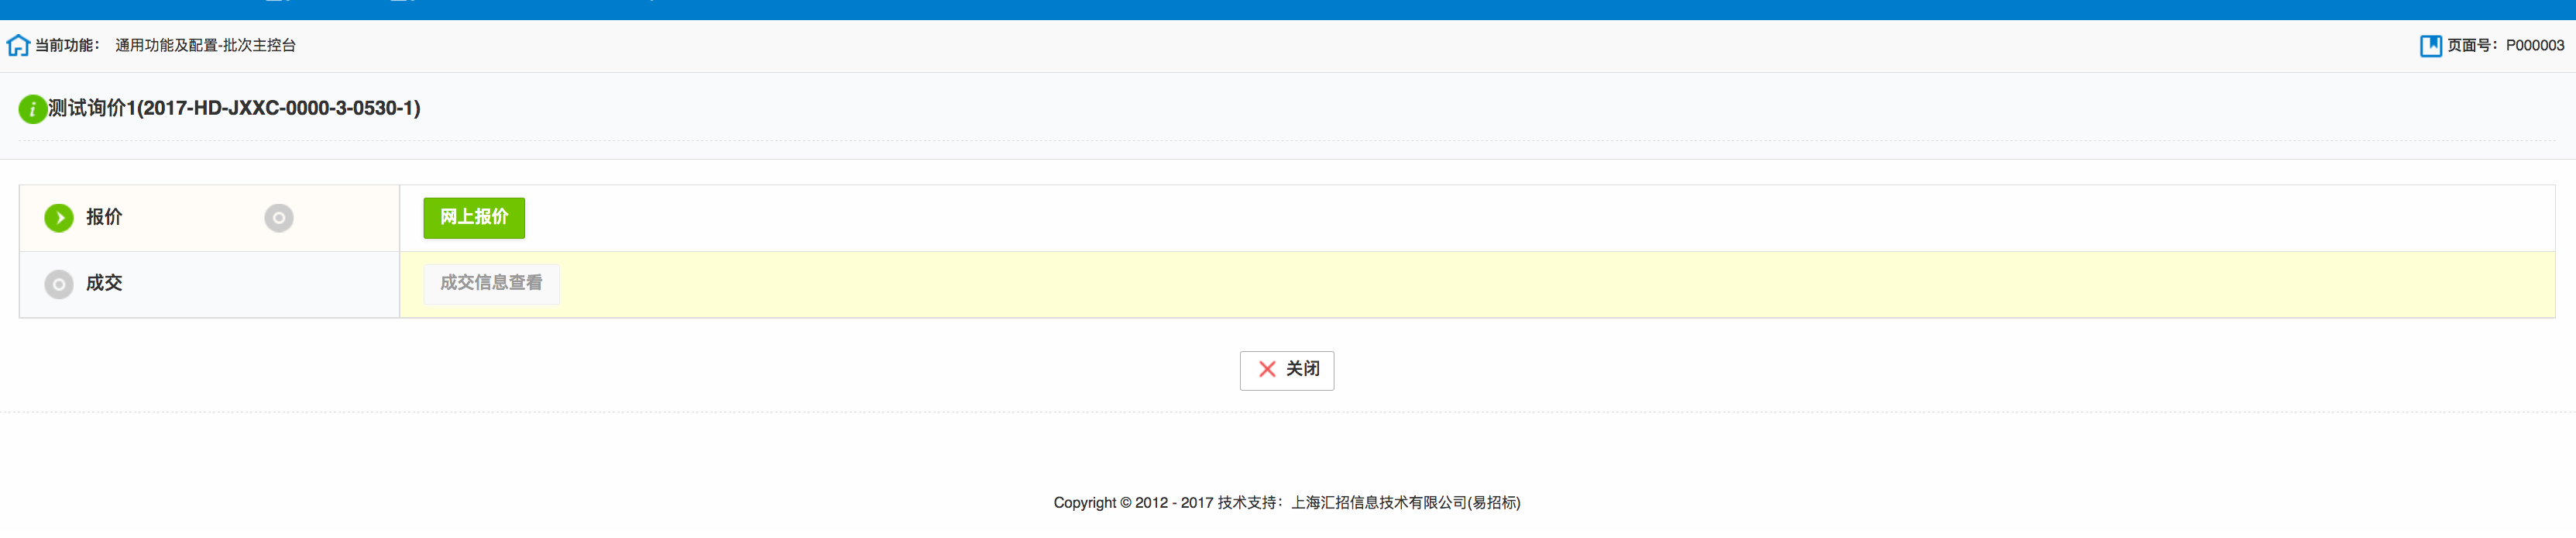 当前功能： 通用功能及配置-批次主控台
页面号：P000003
测试询价1(2017-HD-JXXC-0000-3-0530-1)
报价
网上报价
成交
成交信息查看
关闭
Copyright © 2012 - 2017 技术支持：上海汇招信息技术有限公司(易招标)